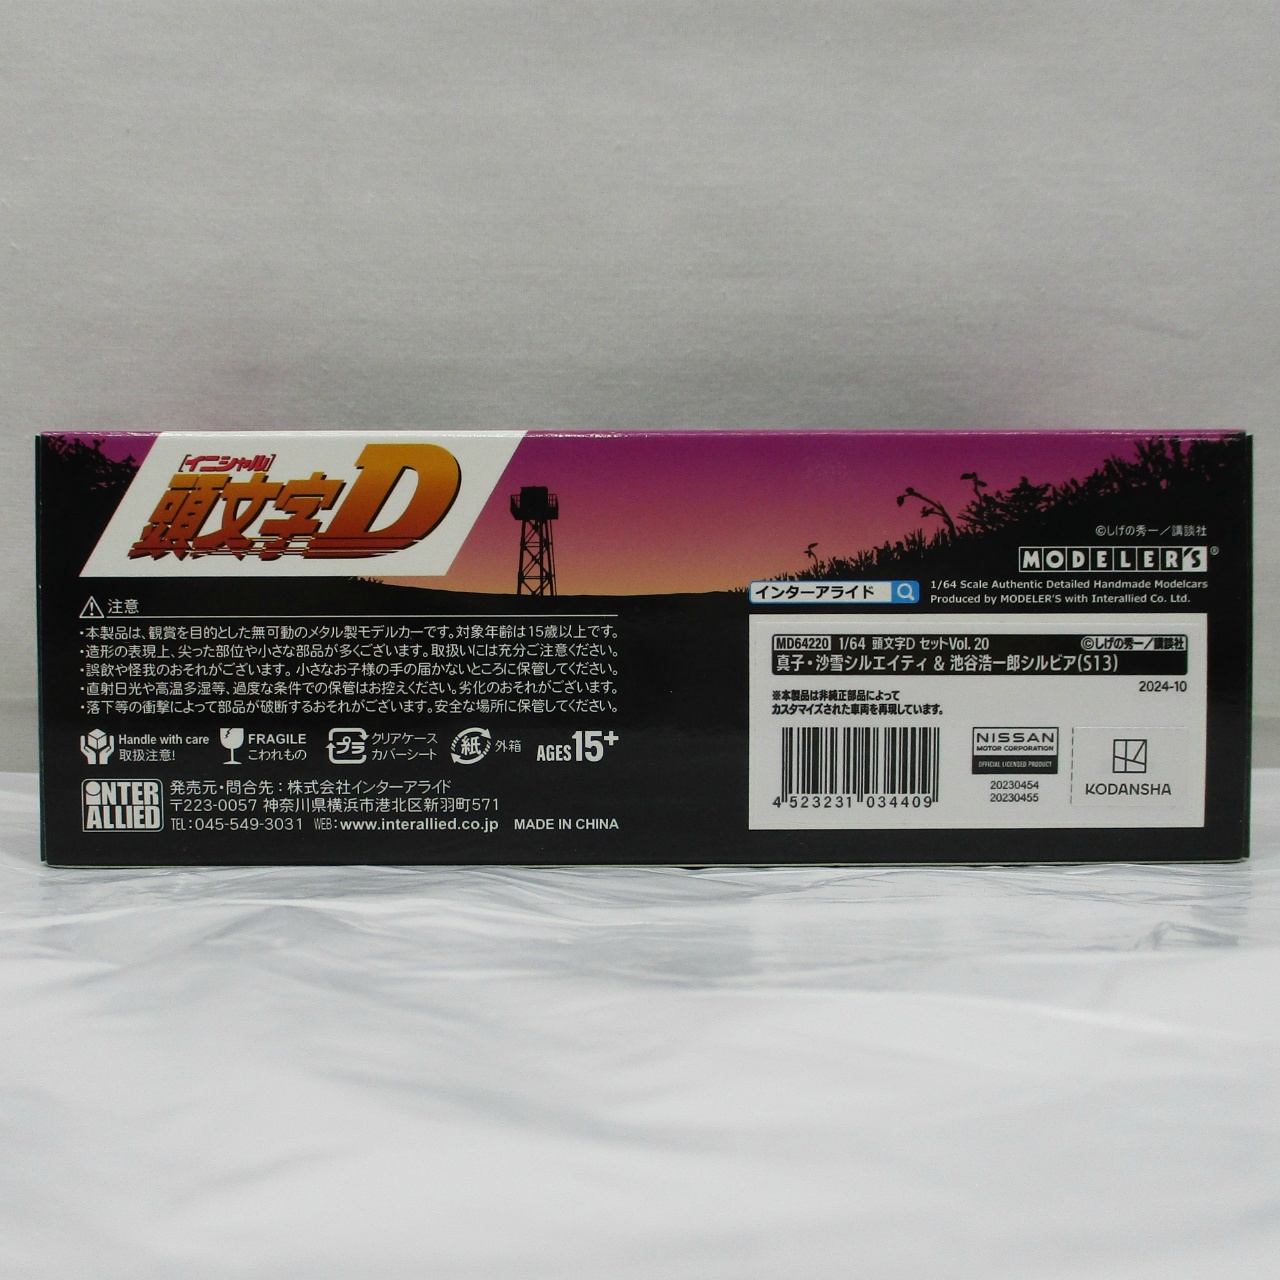 [イニシャル]
頭文字D
©しげの秀一／講談社
MODELER'S®
インターアライド
1/64 Scale Authentic Detailed Handmade Modelcars
Produced by MODELER'S with Interallied Co. Ltd.
注意
・本製品は、観賞を目的とした無可動のメタル製モデルカーです。対象年齢は15歳以上です。
・造形の表現上、尖った部位や小さな部品が多くございます。取扱いには充分ご注意ください。
・誤飲や怪我のおそれがございます。小さなお子様の手の届かないところに保管してください。
・直射日光や高温多湿等、過度な条件での保管はお控えください。劣化のおそれがございます。
・落下等の衝撃によって部品が破断するおそれがございます。安全な場所に保管してください。
Handle with care
取扱注意!
FRAGILE
こわれもの
プラ
クリアケース
カバーシート
紙
外箱
AGES15+
INTER
ALLIED
発売元・問合先：株式会社インターアライド
〒223-0057 神奈川県横浜市港北区新羽町571
TEL：045-549-3031 WEB：www.interallied.co.jp MADE IN CHINA
MD64220 1/64 頭文字D セットVol. 20 ©しげの秀一／講談社
真子・沙雪シルエイティ & 池谷浩一郎シルビア(S13)
2024-10
※本製品は非純正部品によって
カスタマイズされた車両を再現しています。
4 523231 034409
NISSAN
MOTOR CORPORATION
OFFICIAL LICENSED PRODUCT
20230454
20230455
KODANSHA